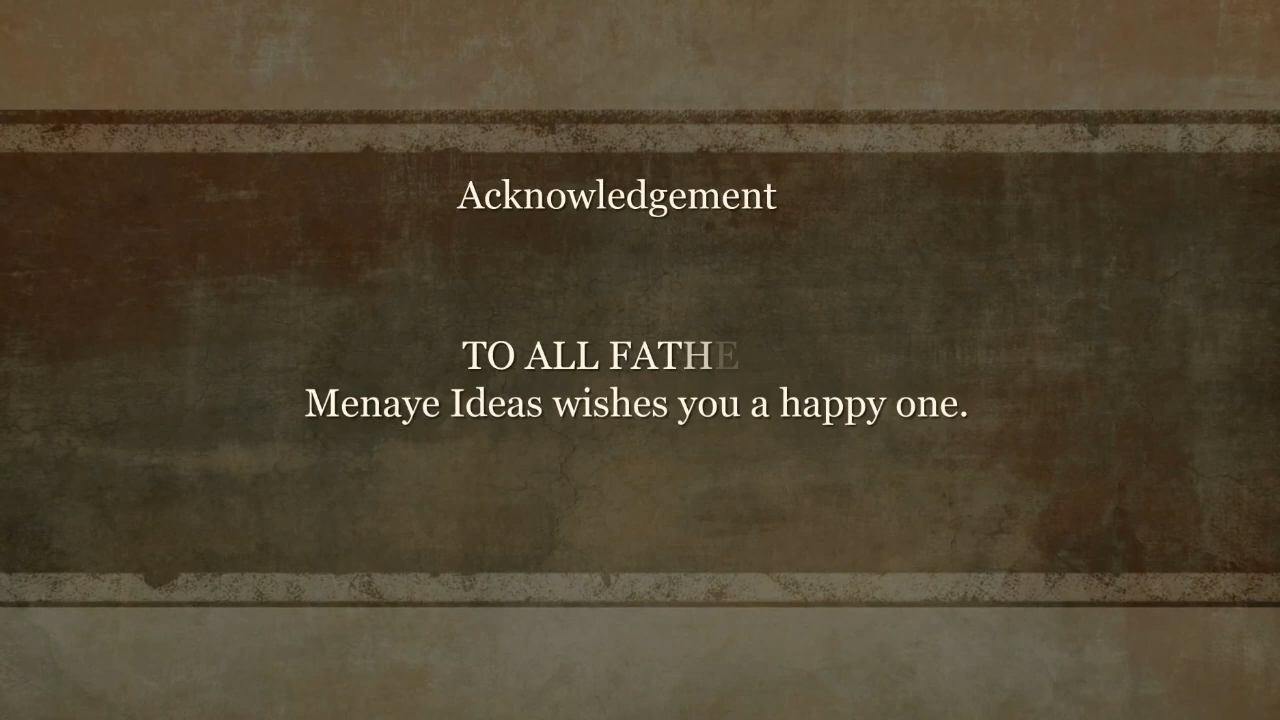 Acknowledgement
TO ALL FATHE
Menaye Ideas wishes you a happy one.